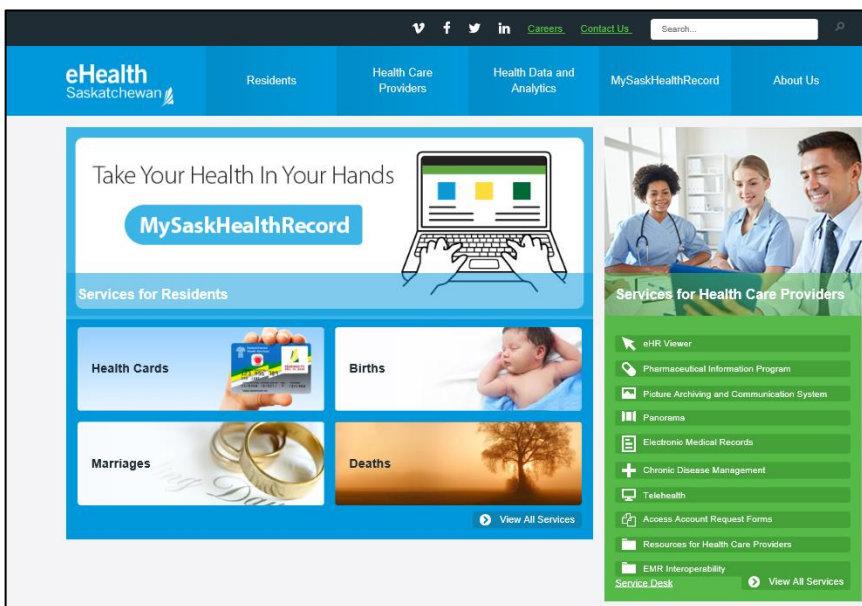 Careers
Contact Us
Search...
eHealth
Saskatchewan
Residents
Health Care
Providers
Health Data and
Analytics
MySaskHealthRecord
About Us
Take Your Health In Your Hands
MySaskHealthRecord
Services for Residents
Health Cards
Births
Marriages
Deaths
View All Services
Services for Health Care Providers
eHR Viewer
Pharmaceutical Information Program
Picture Archiving and Communication System
Panorama
Electronic Medical Records
Chronic Disease Management
Telehealth
Access Account Request Forms
Resources for Health Care Providers
EMR Interoperability
Service Desk
View All Services